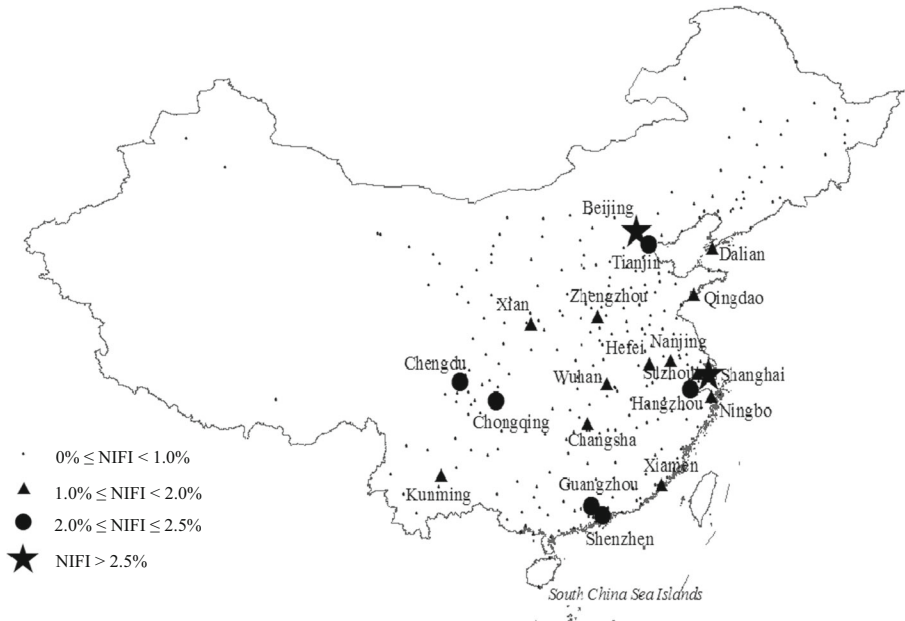 Beijing
Tianjin
Dalian
Qingdao
Zhengzhou
Xian
Hefei
Nanjing
Chengdu
Wuhan
Suzhou
Shanghai
Hangzhou
Ningbo
Chongqing
Changsha
Xiamen
Kunming
Guangzhou
Shenzhen
0% ≤ NIFI < 1.0%
1.0% ≤ NIFI < 2.0%
2.0% ≤ NIFI ≤ 2.5%
NIFI > 2.5%
South China Sea Islands